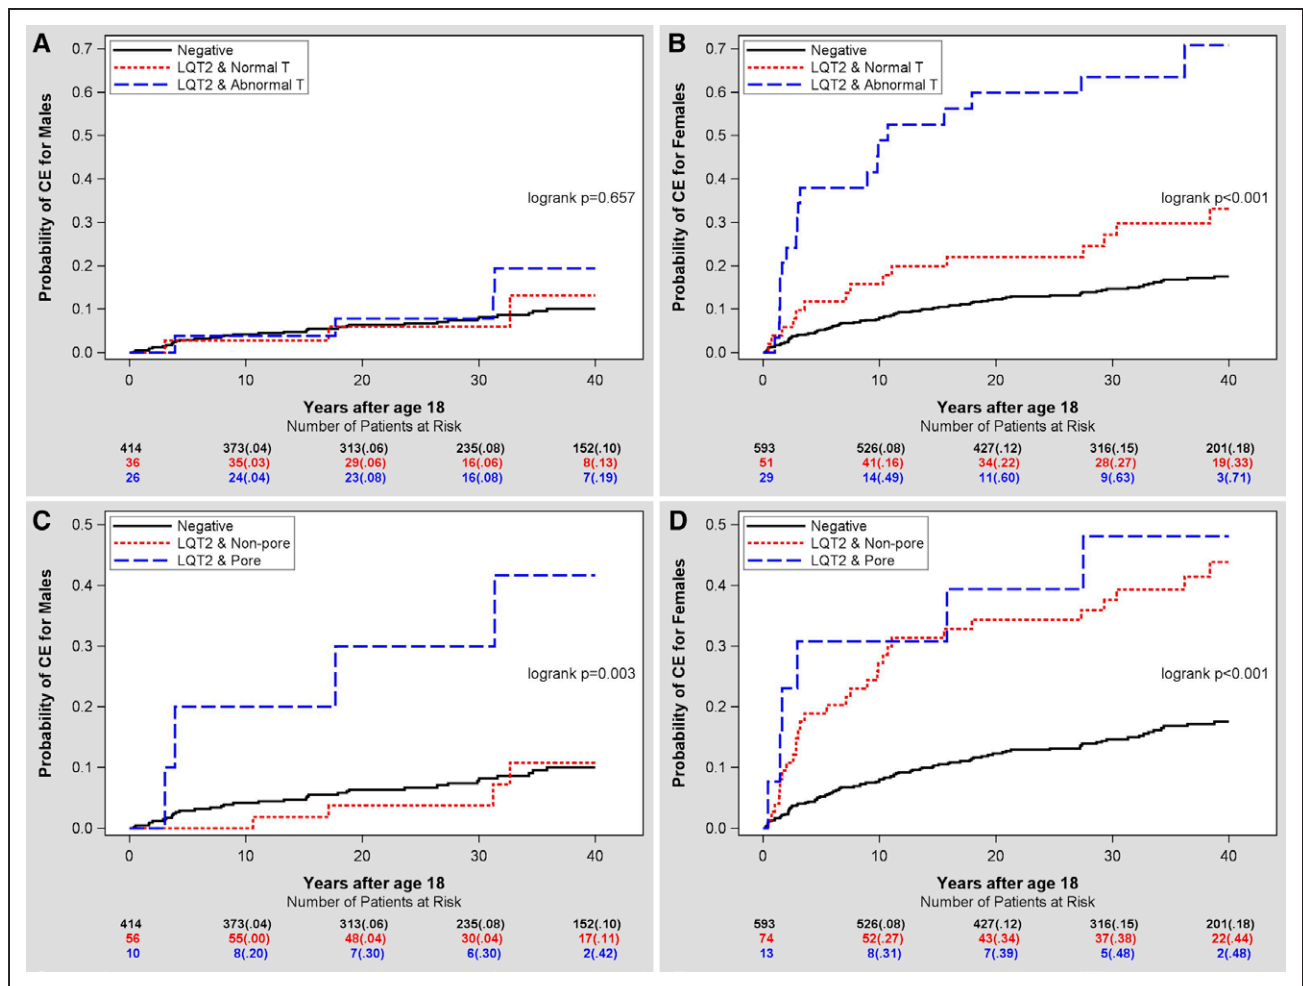 A
Negative
LQT2 & Normal T
LQT2 & Abnormal T
Probability of CE for Males
0.7
0.6
0.5
0.4
0.3
0.2
0.1
0.0
logrank p=0.657
0 10 20 30 40
Years after age 18
Number of Patients at Risk
414 373(.04) 313(.06) 235(.08) 152(.10)
36 35(.03) 29(.06) 16(.06) 8(.13)
26 24(.04) 23(.08) 16(.08) 7(.19)
B
Negative
LQT2 & Normal T
LQT2 & Abnormal T
Probability of CE for Females
0.7
0.6
0.5
0.4
0.3
0.2
0.1
0.0
logrank p<0.001
0 10 20 30 40
Years after age 18
Number of Patients at Risk
593 526(.08) 427(.12) 316(.15) 201(.18)
51 41(.16) 34(.22) 28(.27) 19(.33)
29 14(.49) 11(.60) 9(.63) 3(.71)
C
Negative
LQT2 & Non-pore
LQT2 & Pore
Probability of CE for Males
0.5
0.4
0.3
0.2
0.1
0.0
logrank p=0.003
0 10 20 30 40
Years after age 18
Number of Patients at Risk
414 373(.04) 313(.06) 235(.08) 152(.10)
56 55(.00) 48(.04) 30(.04) 17(.11)
10 8(.20) 7(.30) 6(.30) 2(.42)
D
Negative
LQT2 & Non-pore
LQT2 & Pore
Probability of CE for Females
0.5
0.4
0.3
0.2
0.1
0.0
logrank p<0.001
0 10 20 30 40
Years after age 18
Number of Patients at Risk
593 526(.08) 427(.12) 316(.15) 201(.18)
74 52(.27) 43(.34) 37(.38) 22(.44)
13 8(.31) 7(.39) 5(.48) 2(.48)